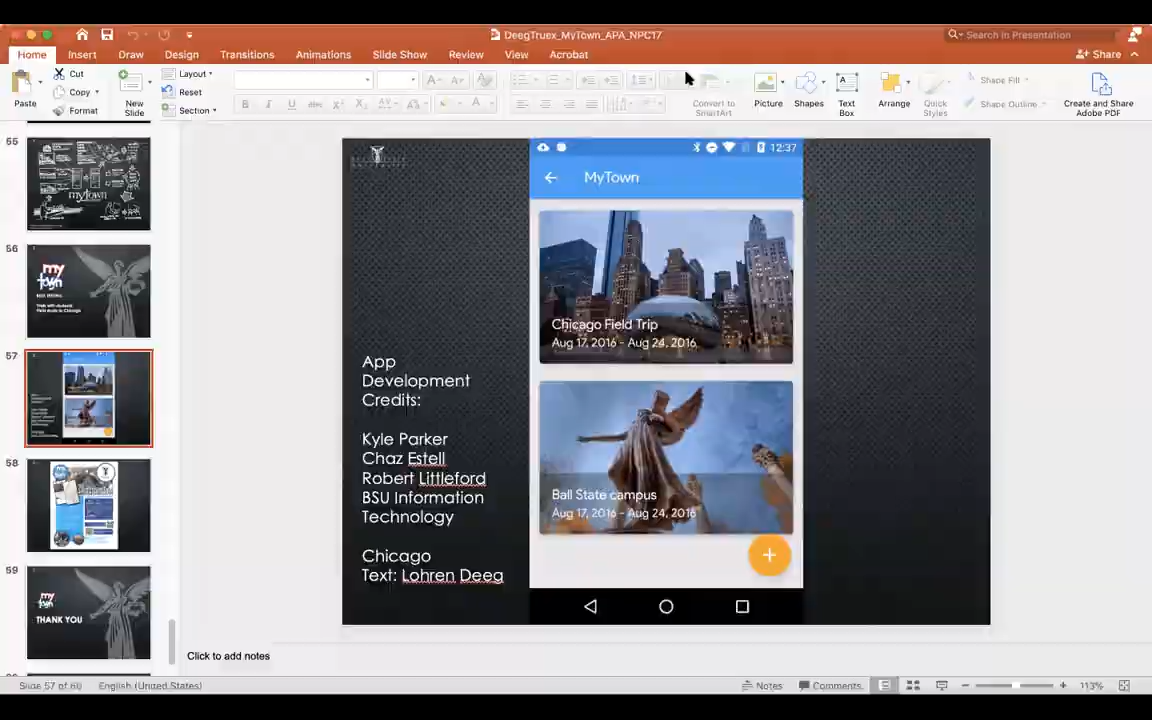 DeegTruex_MyTown_APA_NPC17
Search in Presentation
Home Insert Draw Design Transitions Animations Slide Show Review View Acrobat
Share
Paste
Cut
Copy
Format
New Slide
Layout
Reset
Section
Convert to SmartArt
Picture
Shapes
Text Box
Arrange
Quick Styles
Shape Fill
Shape Outline
Create and Share Adobe PDF
55
mytown
56
my town
57
58
59
my town
THANK YOU
12:37
MyTown
Chicago Field Trip
Aug 17, 2016 - Aug 24, 2016
Ball State campus
Aug 17, 2016 - Aug 24, 2016
App
Development
Credits:
Kyle Parker
Chaz Estell
Robert Littleford
BSU Information
Technology
Chicago
Text: Lohren Deeg
Click to add notes
Slide 57 of 60
English (United States)
Notes
Comments
113%